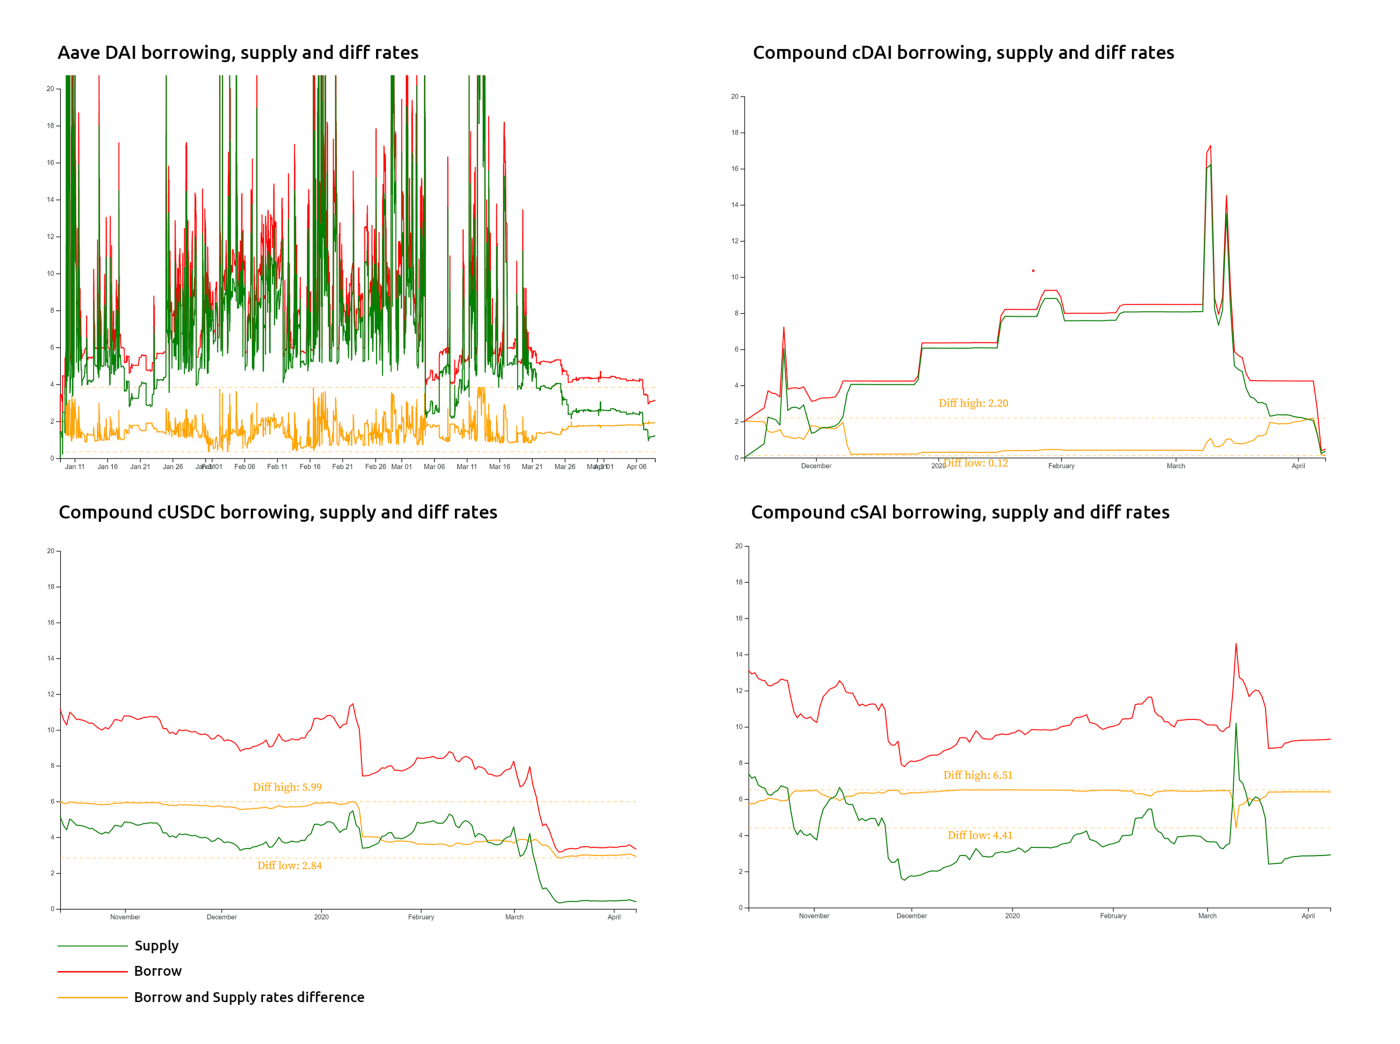 Aave DAI borrowing, supply and diff rates
20
18
16
14
12
10
8
6
4
2
0
Jan 11 Jan 16 Jan 21 Jan 26 Feb 01 Feb 06 Feb 11 Feb 16 Feb 21 Feb 26 Mar 01 Mar 06 Mar 11 Mar 16 Mar 21 Mar 26 Apr 01 Apr 06
Compound cDAI borrowing, supply and diff rates
20
18
16
14
12
10
8
6
4
2
0
Diff high: 2.20
Diff low: 0.12
December 2020 February March April
Compound cUSDC borrowing, supply and diff rates
20
18
16
14
12
10
8
6
4
2
0
Diff high: 5.99
Diff low: 2.84
November December 2020 February March April
Compound cSAI borrowing, supply and diff rates
20
18
16
14
12
10
8
6
4
2
0
Diff high: 6.51
Diff low: 4.41
November December 2020 February March April
Supply
Borrow
Borrow and Supply rates difference